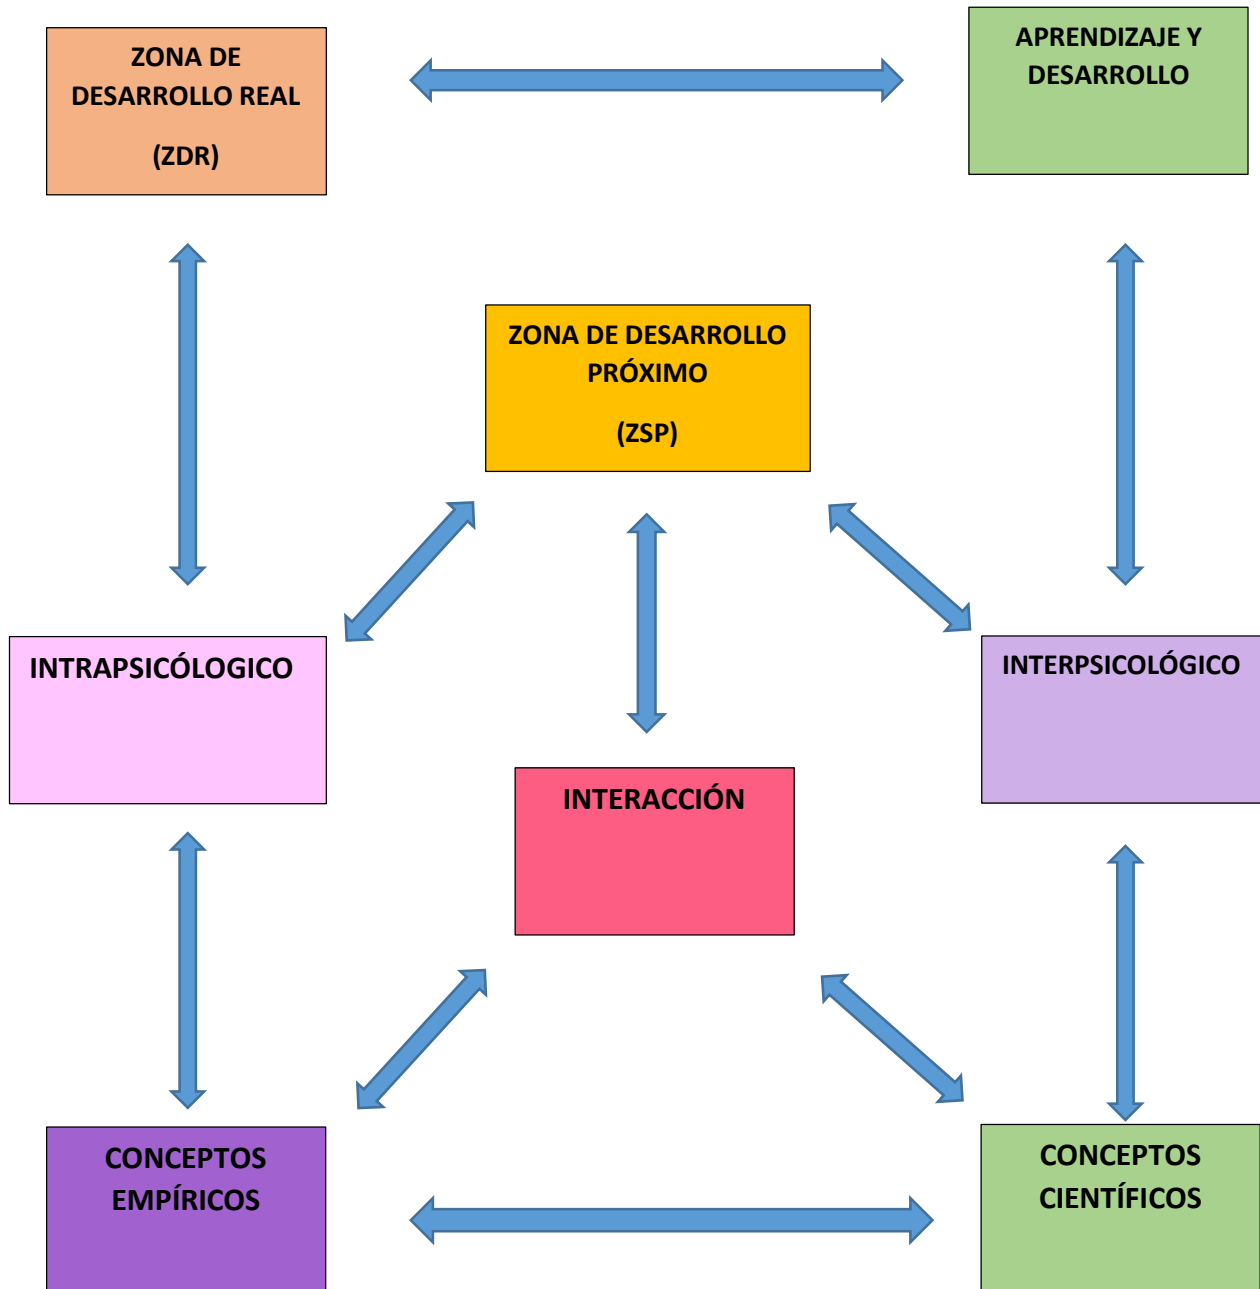 ZONA DE
DESARROLLO REAL
(ZDR)
APRENDIZAJE Y
DESARROLLO
ZONA DE DESARROLLO
PRÓXIMO
(ZSP)
INTRAPSICÓLOGICO
INTERPSICOLÓGICO
INTERACCIÓN
CONCEPTOS
EMPÍRICOS
CONCEPTOS
CIENTÍFICOS